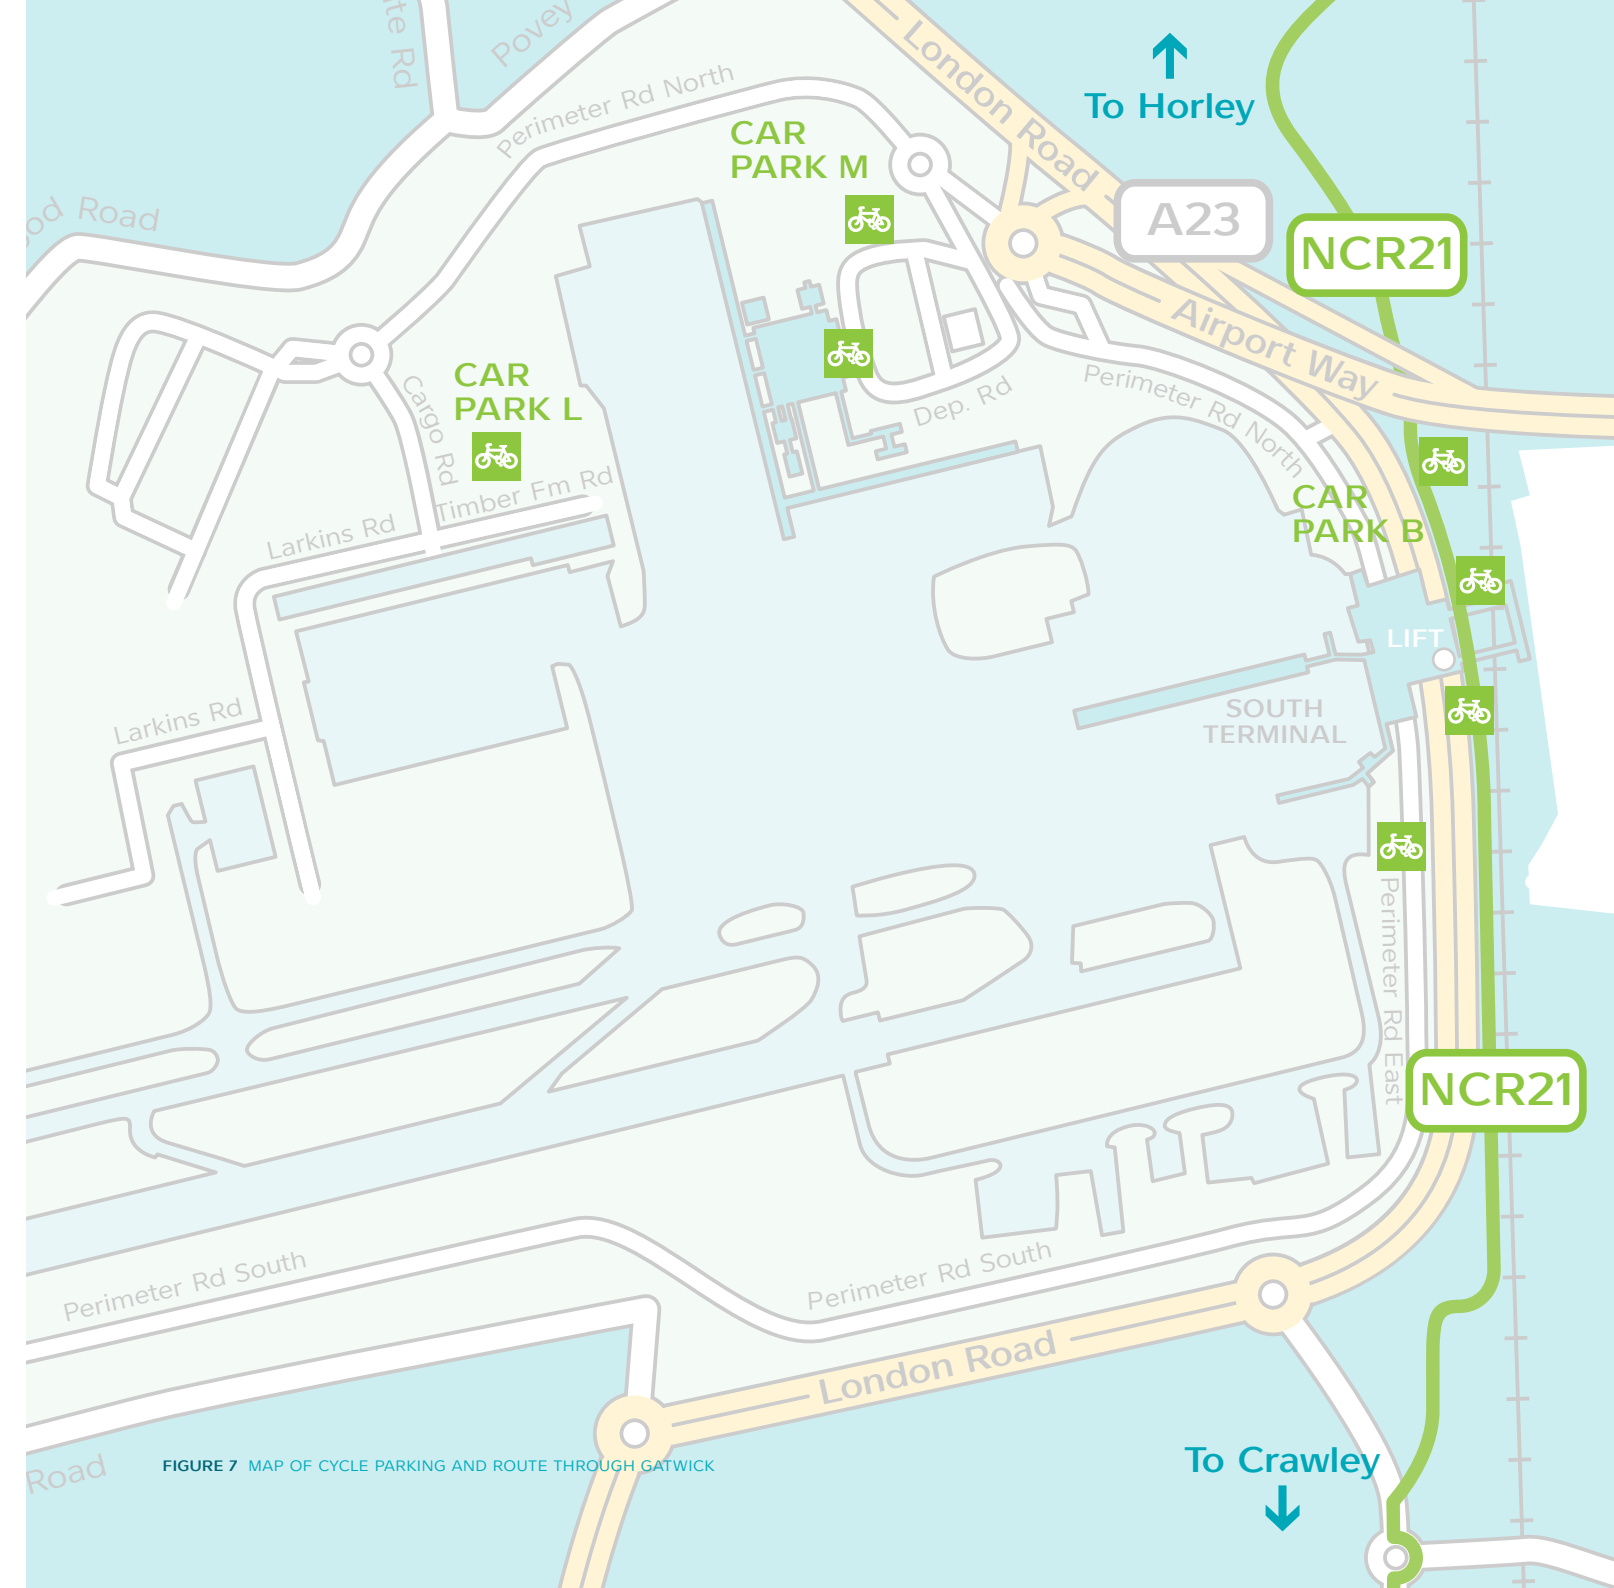 Povey
To Horley
London Road
Perimeter Rd North
CAR
PARK M
A23
NCR21
Road
Airport Way
CAR
PARK L
Cargo Rd
Dep. Rd
Perimeter Rd North
Timber Fm Rd
Larkins Rd
CAR
PARK B
LIFT
SOUTH
TERMINAL
Larkins Rd
Perimeter Rd East
NCR21
Perimeter Rd South
Perimeter Rd South
London Road
To Crawley
Road
FIGURE 7 MAP OF CYCLE PARKING AND ROUTE THROUGH GATWICK